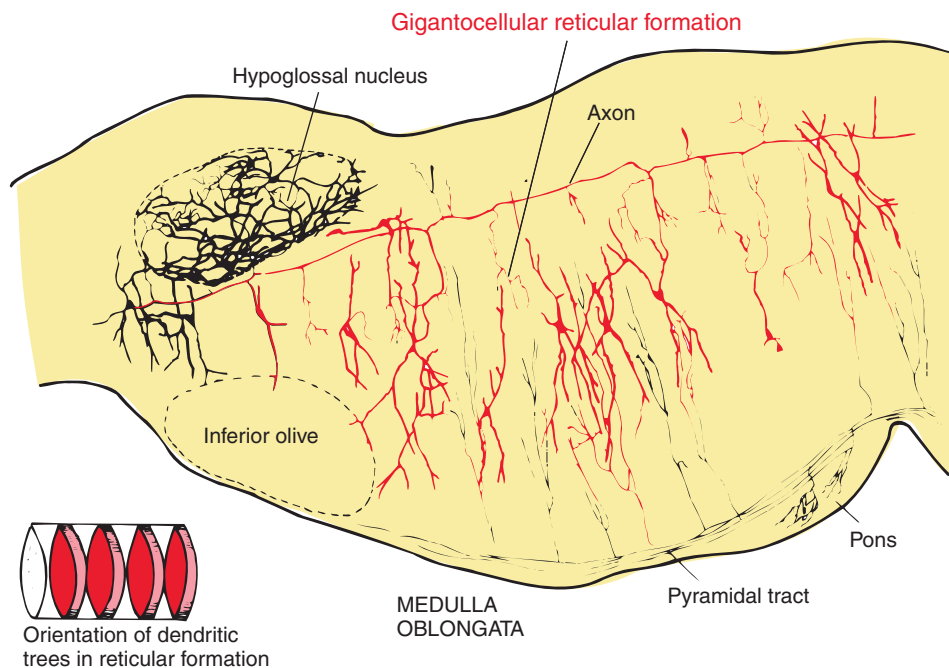 Gigantocellular reticular formation
Hypoglossal nucleus
Axon
Inferior olive
Pons
Pyramidal tract
MEDULLA
OBLONGATA
Orientation of dendritic
trees in reticular formation